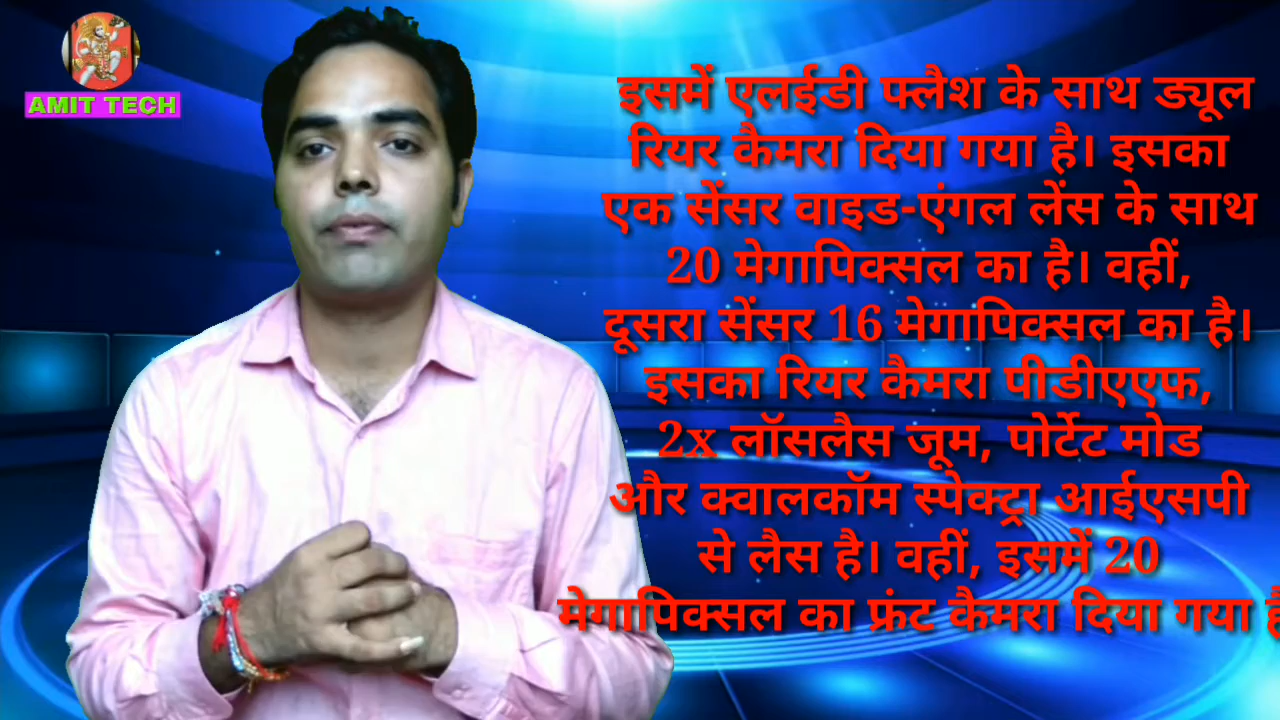 AMIT TECH
इसमें एलईडी फ्लैश के साथ ड्यूल
रियर कैमरा दिया गया है। इसका
एक सेंसर वाइड-एंगल लेंस के साथ
20 मेगापिक्सल का है। वहीं,
दूसरा सेंसर 16 मेगापिक्सल का है।
इसका रियर कैमरा पीडीएएफ,
2x लॉसलैस जूम, पोर्टेट मोड
और क्वालकॉम स्पेक्ट्रा आईएसपी
से लैस है। वहीं, इसमें 20
मेगापिक्सल का फ्रंट कैमरा दिया गया है